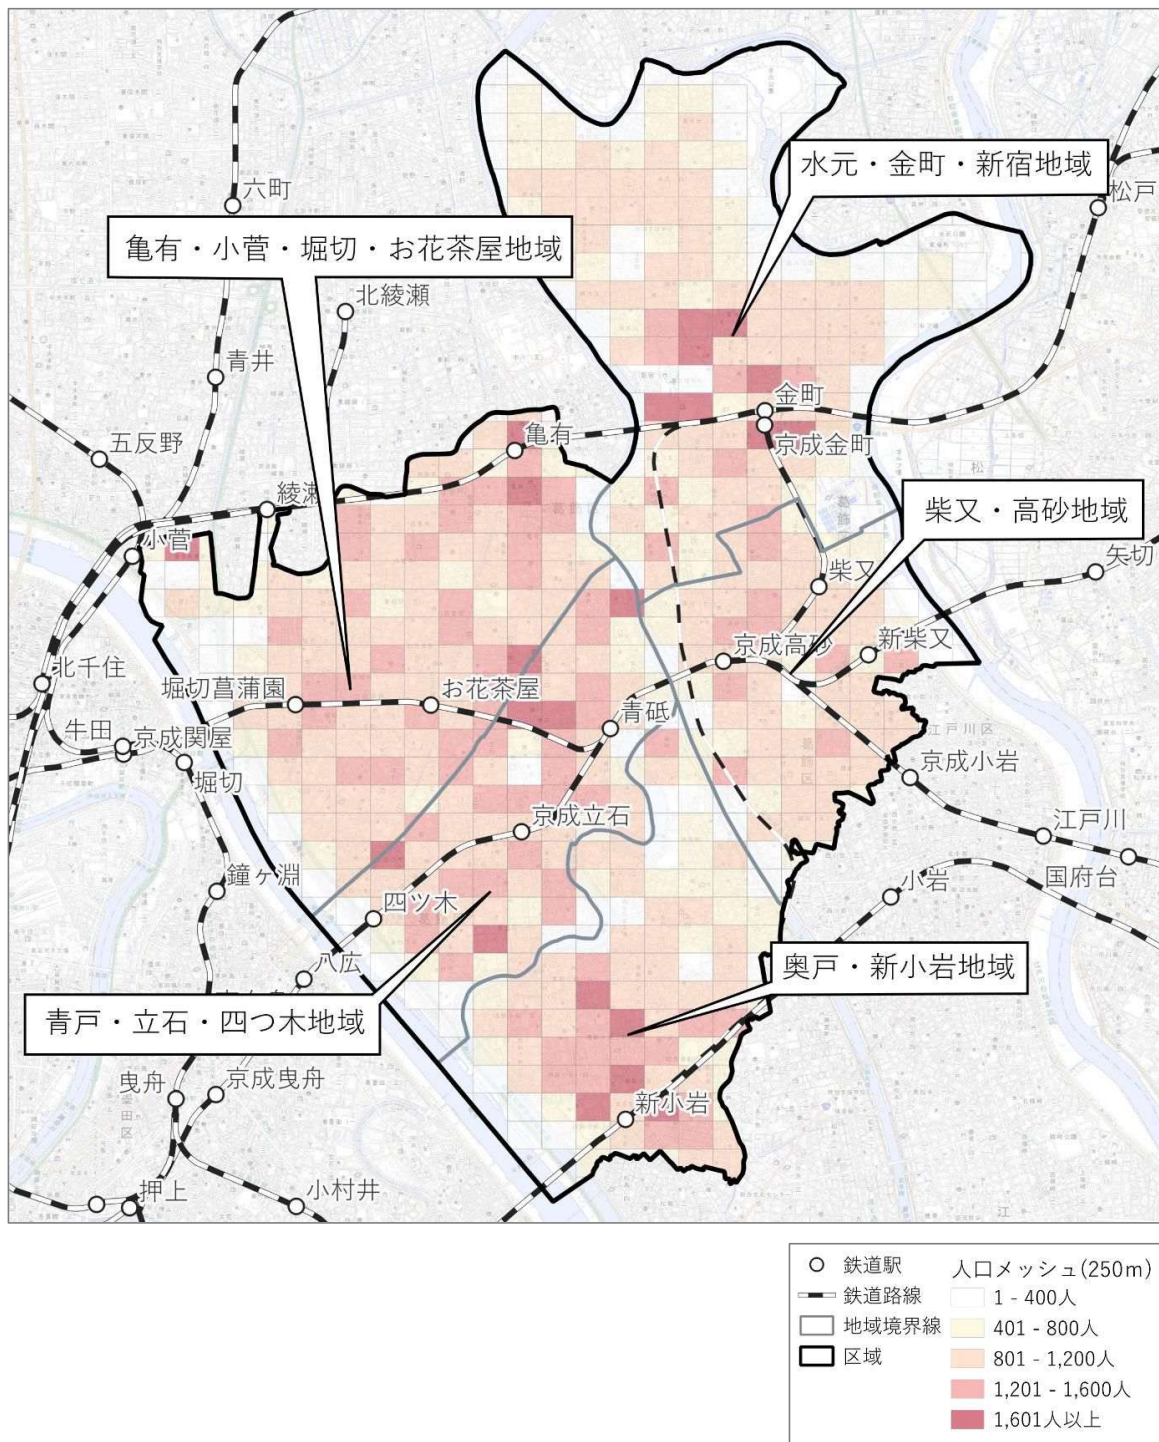 水元・金町・新宿地域
六町
松戸
亀有・小菅・堀切・お花茶屋地域
北綾瀬
青井
金町
五反野
亀有
京成金町
綾瀬
柴又・高砂地域
小菅
柴又
矢切
北千住
京成高砂
新柴又
堀切菖蒲園
お花茶屋
青砥
牛田
京成関屋
江戸川区
葛飾区
堀切
京成小岩
京成立石
江戸川
鐘ヶ淵
小岩
国府台
四ツ木
八広
奥戸・新小岩地域
青戸・立石・四つ木地域
曳舟
京成曳舟
新小岩
押上
小村井
鉄道駅
鉄道路線
地域境界線
区域
人口メッシュ(250m)
1 - 400人
401 - 800人
801 - 1,200人
1,201 - 1,600人
1,601人以上